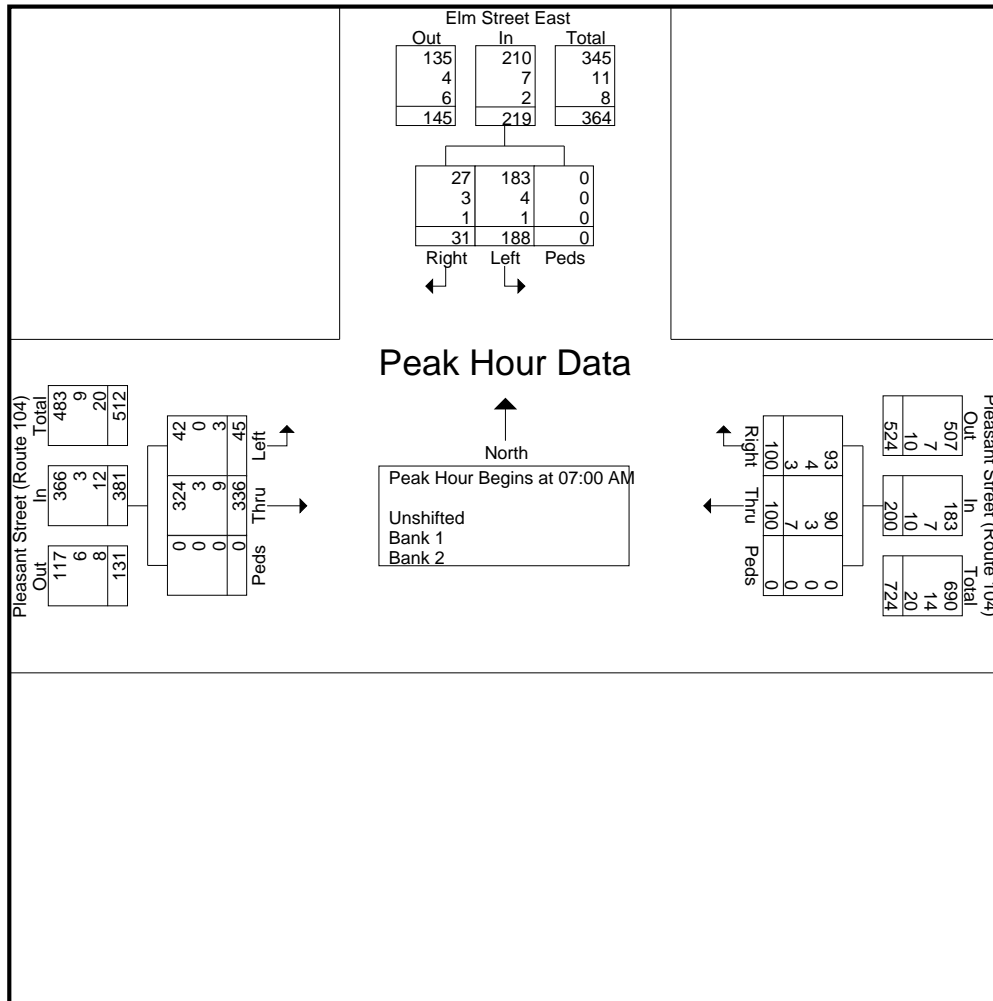 Elm Street East
Out In Total
135 210 345
4 7 11
6 2 8
145 219 364
27 183 0
3 4 0
1 1 0
31 188 0
Right Left Peds
Peak Hour Data
North
Peak Hour Begins at 07:00 AM
Unshifted
Bank 1
Bank 2
Pleasant Street (Route 104)
Out In Total
117 366 483
6 3 9
8 12 20
131 381 512
0 324 42
0 3 0
0 9 3
0 336 45
Peds Thru Left
Pleasant Street (Route 104)
Out In Total
507 183 690
7 7 14
10 10 20
524 200 724
93 90 0
4 3 0
3 7 0
100 100 0
Right Thru Peds